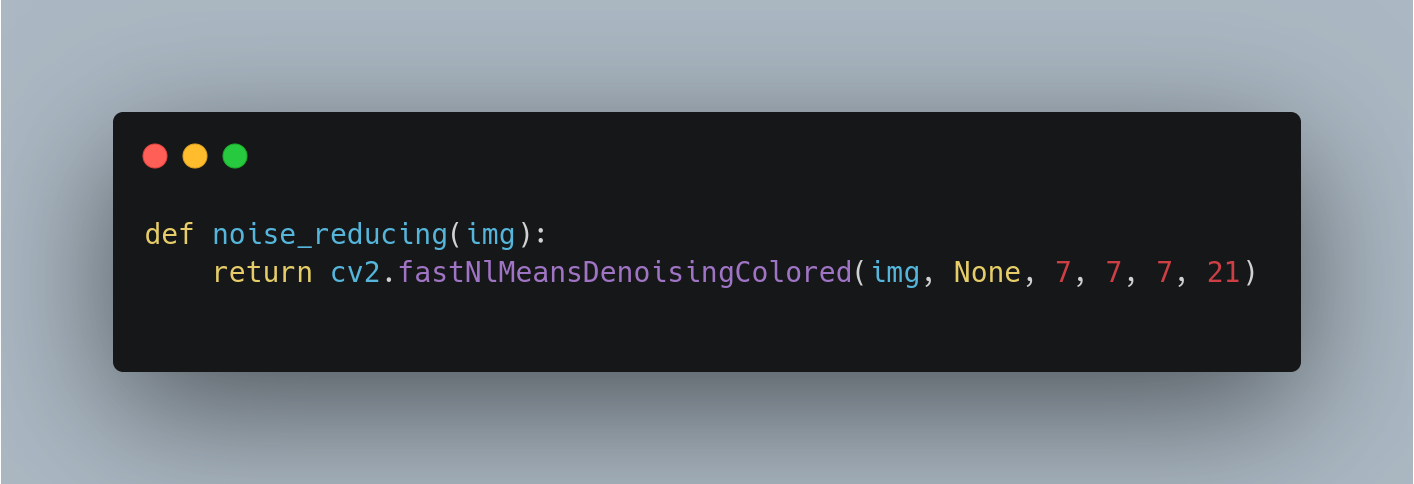 def noise_reducing(img):
    return cv2.fastNlMeansDenoisingColored(img, None, 7, 7, 7, 21)